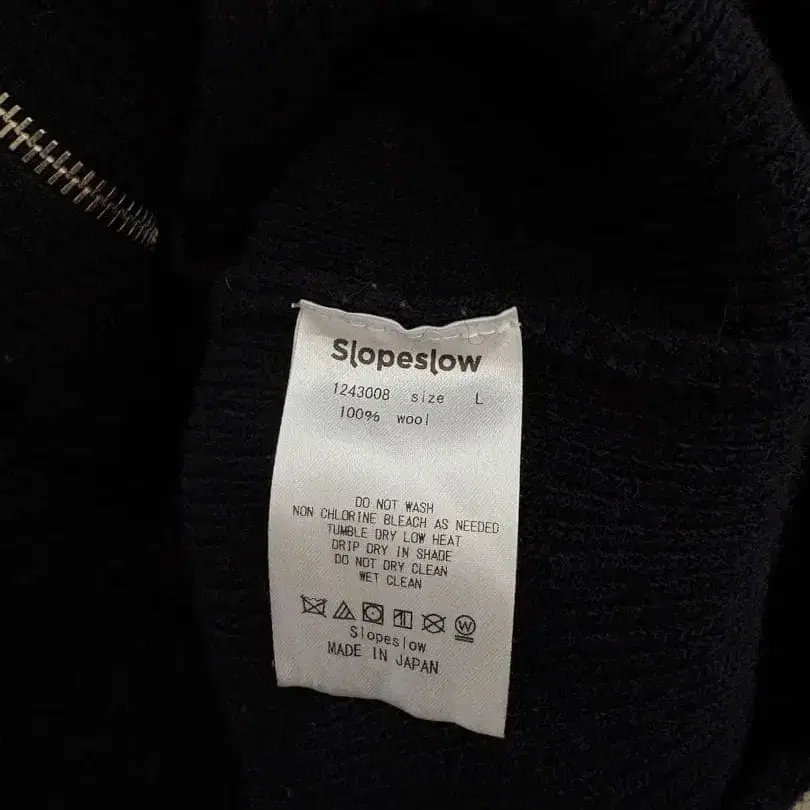 Slopeslow
1243008 size L
100% wool
DO NOT WASH
NON CHLORINE BLEACH AS NEEDED
TUMBLE DRY LOW HEAT
DRIP DRY IN SHADE
DO NOT DRY CLEAN
WET CLEAN
W
Slopeslow
MADE IN JAPAN